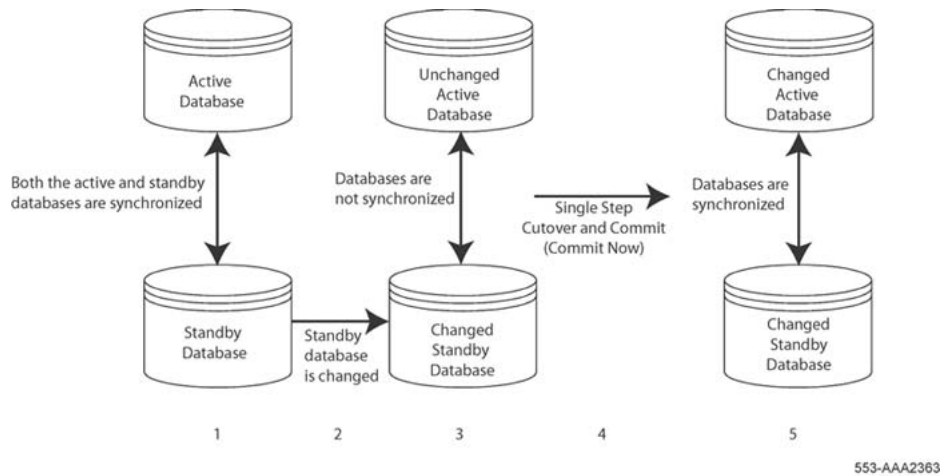 Active
Database
Unchanged
Active
Database
Changed
Active
Database
Both the active and standby
databases are synchronized
Databases are
not synchronized
Single Step
Cutover and Commit
(Commit Now)
Databases are
synchronized
Standby
Database
Standby
database
is changed
Changed
Standby
Database
Changed
Standby
Database
1
2
3
4
5
553-AAA2363